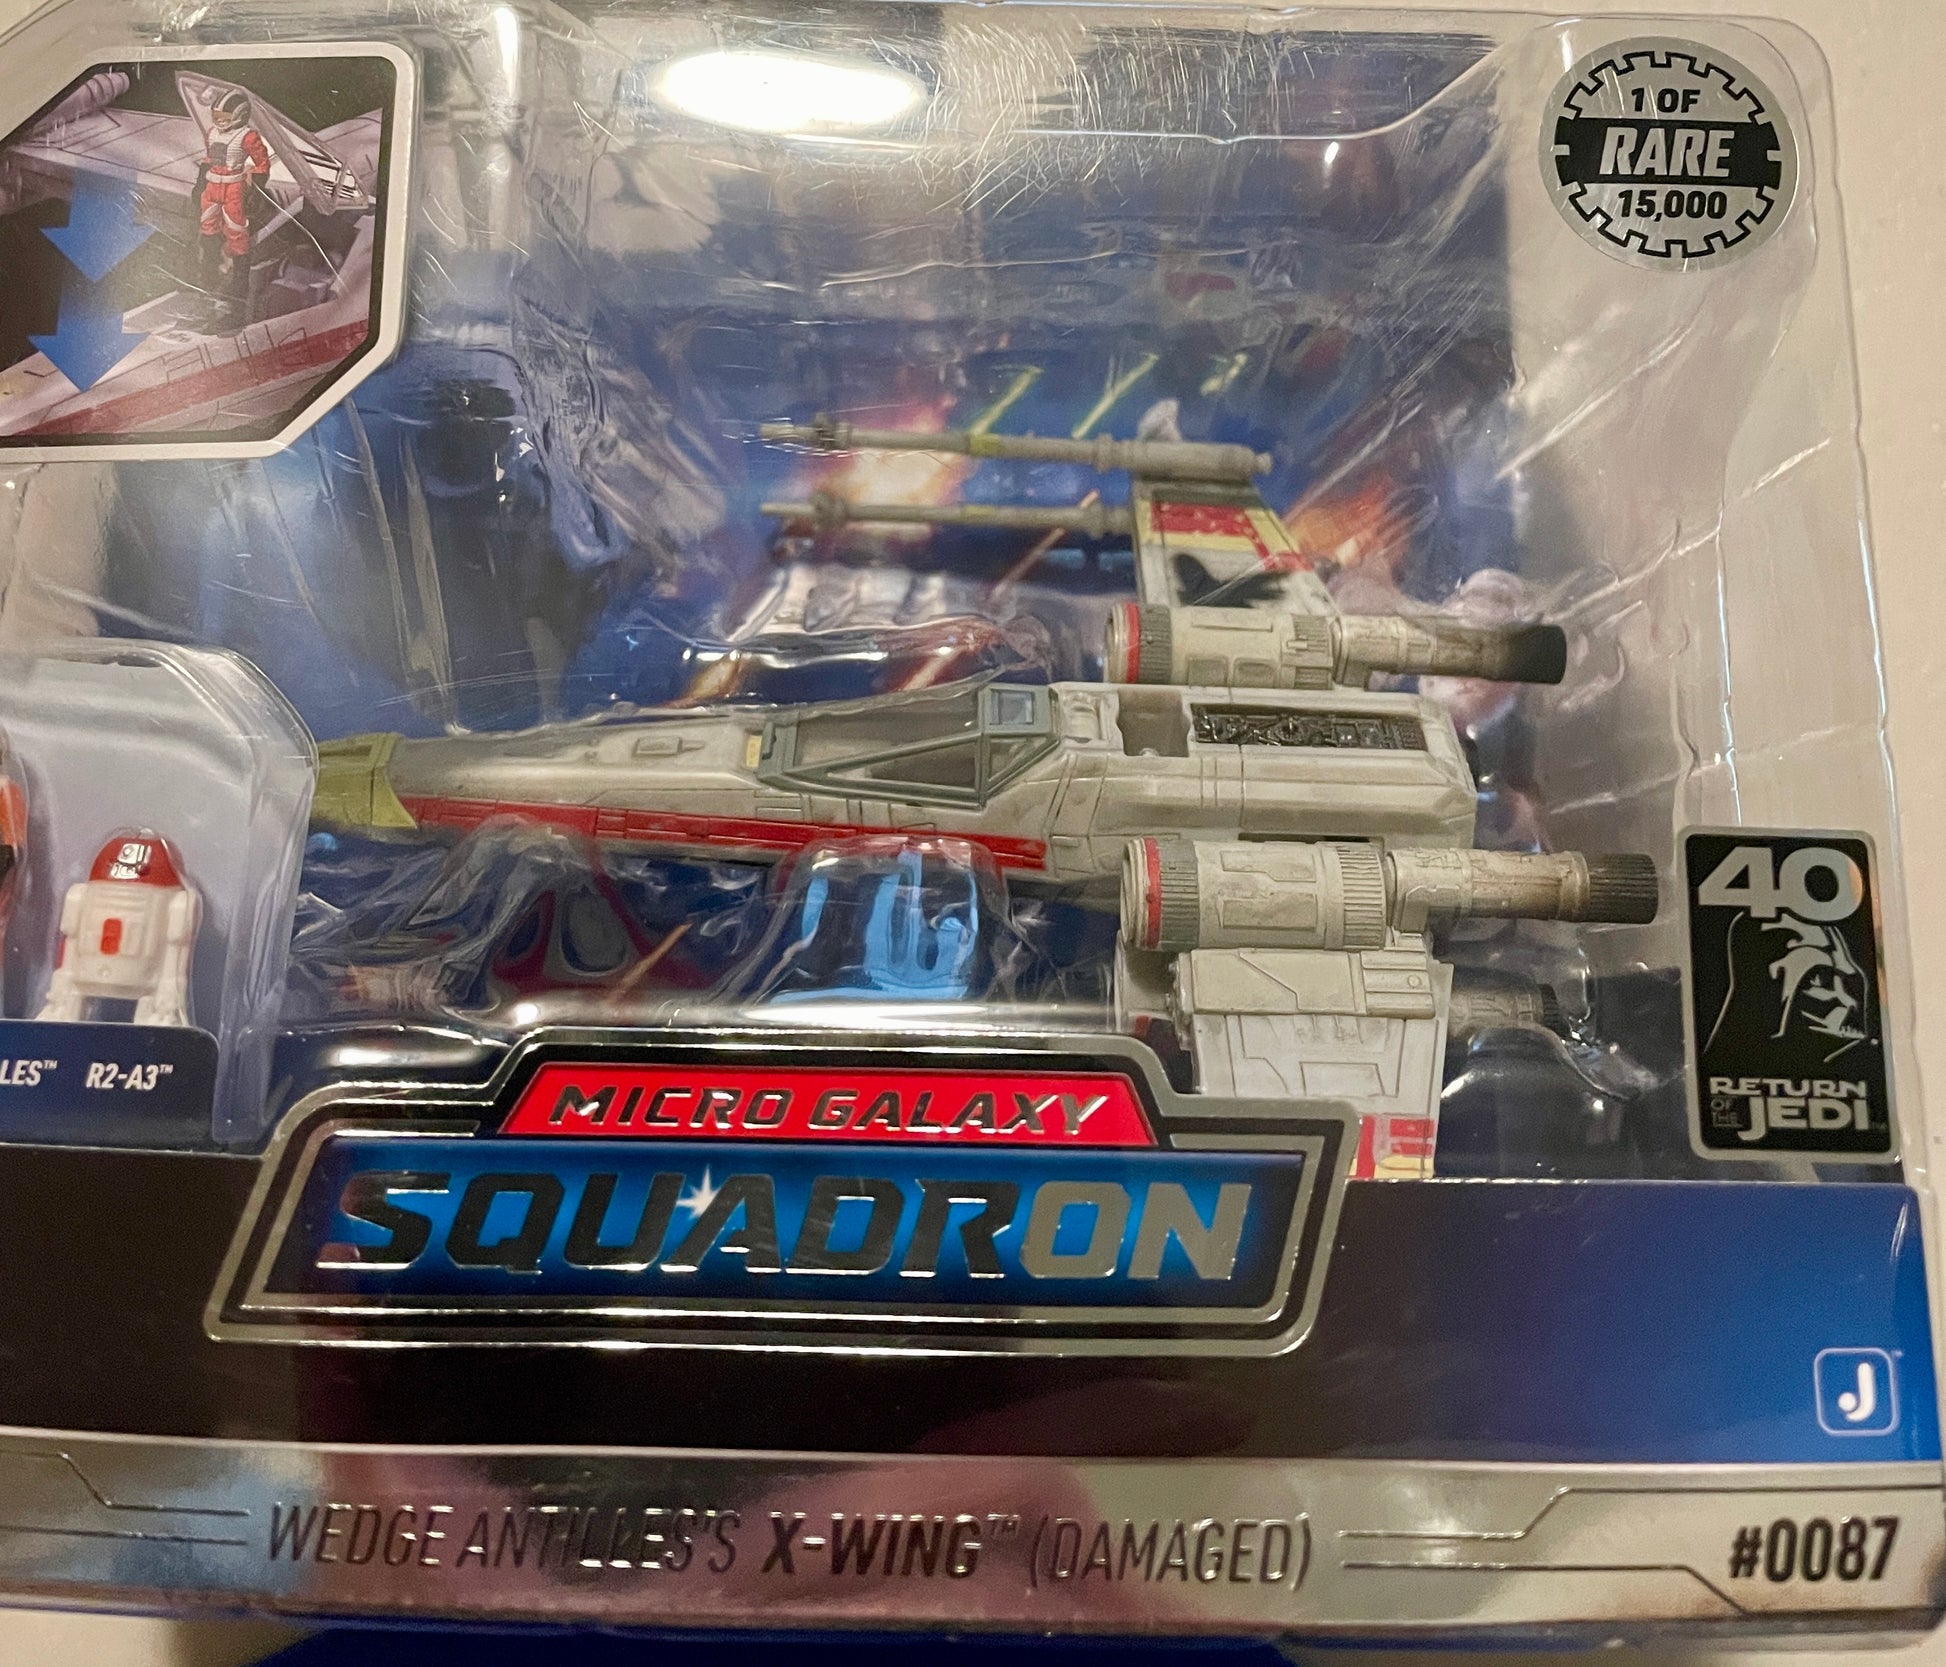 1 OF
RARE
15,000
LES™ R2-A3™
40
RETURN
OF THE
JEDI
MICRO GALAXY
SQUADRON
J
WEDGE ANTILLES'S X-WING™ (DAMAGED)
#0087